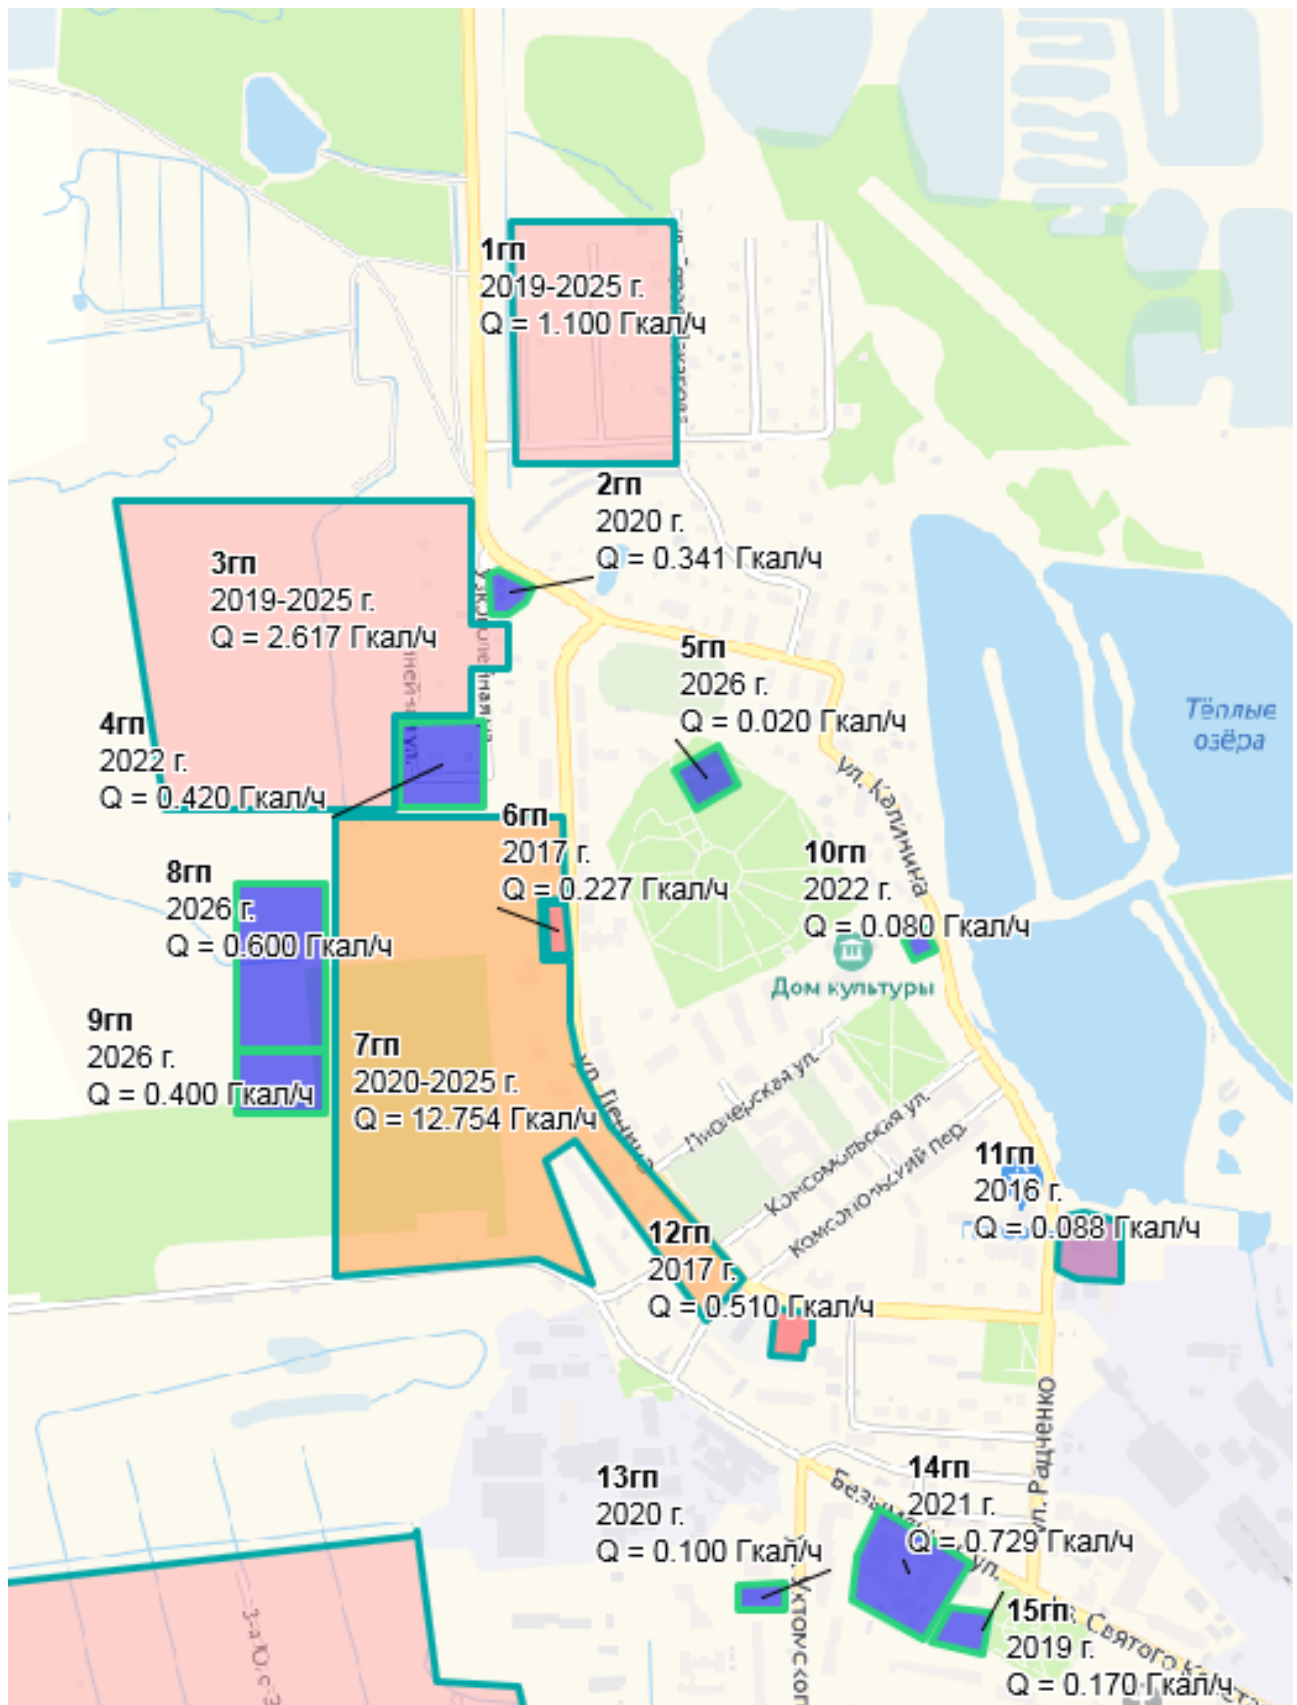 1гп
2019-2025 г.
Q = 1.100 Гкал/ч
2гп
2020 г.
Q = 0.341 Гкал/ч
3гп
2019-2025 г.
Q = 2.617 Гкал/ч
5гп
2026 г.
Q = 0.020 Гкал/ч
Тёплые
озёра
4гп
2022 г.
Q = 0.420 Гкал/ч
ул. Калинина
6гп
2017 г.
Q = 0.227 Гкал/ч
10гп
2022 г.
Q = 0.080 Гкал/ч
Дом культуры
8гп
2026 г.
Q = 0.600 Гкал/ч
9гп
2026 г.
Q = 0.400 Гкал/ч
7гп
2020-2025 г.
Q = 12.754 Гкал/ч
ул. Ленина
Пионерская ул.
Комсомольская ул.
Комсомольский пер.
11гп
2016 г.
Q = 0.088 Гкал/ч
12гп
2017 г.
Q = 0.510 Гкал/ч
ул. Радченко
13гп
2020 г.
Q = 0.100 Гкал/ч
14гп
2021 г.
Q = 0.729 Гкал/ч
15гп
2019 г.
Q = 0.170 Гкал/ч
Святого